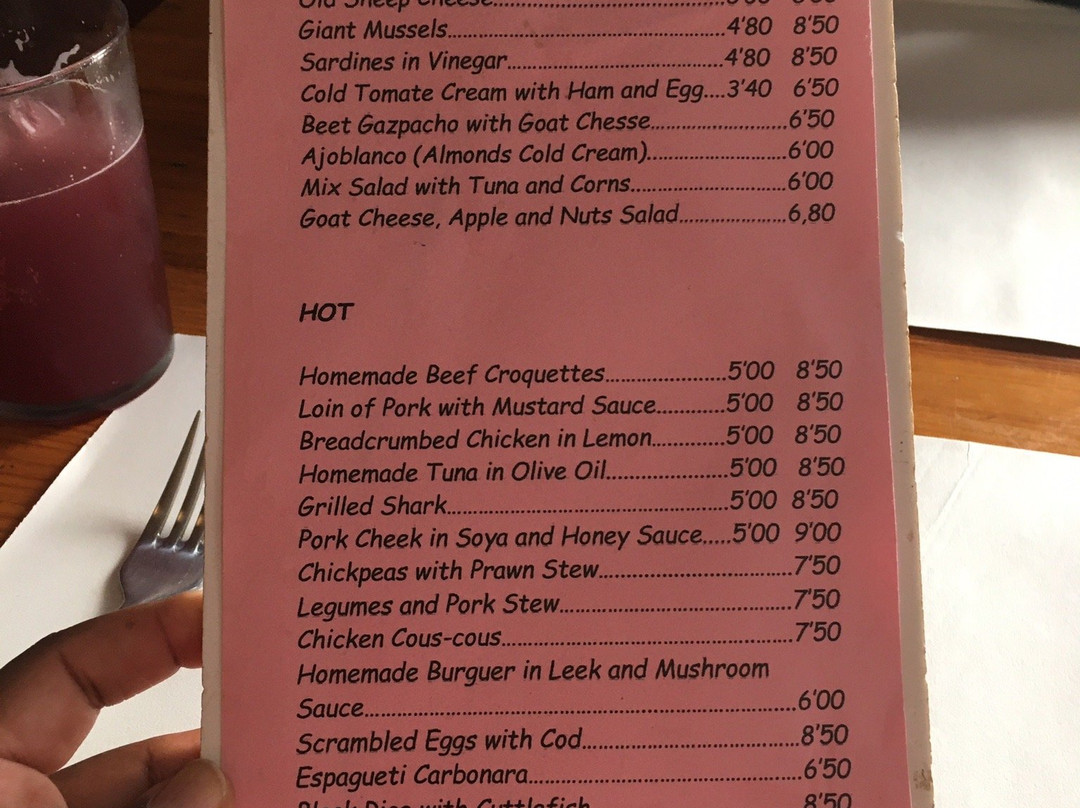 Old Sheep Cheese
Giant Mussels........4'80 8'50
Sardines in Vinegar........4'80 8'50
Cold Tomate Cream with Ham and Egg....3'40 6'50
Beet Gazpacho with Goat Chesse........6'50
Ajoblanco (Almonds Cold Cream)........6'00
Mix Salad with Tuna and Corns........6'00
Goat Cheese, Apple and Nuts Salad........6,80
HOT
Homemade Beef Croquettes........5'00 8'50
Loin of Pork with Mustard Sauce........5'00 8'50
Breadcrumbed Chicken in Lemon........5'00 8'50
Homemade Tuna in Olive Oil........5'00 8'50
Grilled Shark........5'00 8'50
Pork Cheek in Soya and Honey Sauce.....5'00 9'00
Chickpeas with Prawn Stew........7'50
Legumes and Pork Stew........7'50
Chicken Cous-cous........7'50
Homemade Burguer in Leek and Mushroom
Sauce........6'00
Scrambled Eggs with Cod........8'50
Espagueti Carbonara........6'50
with Cuttlefish 8'50